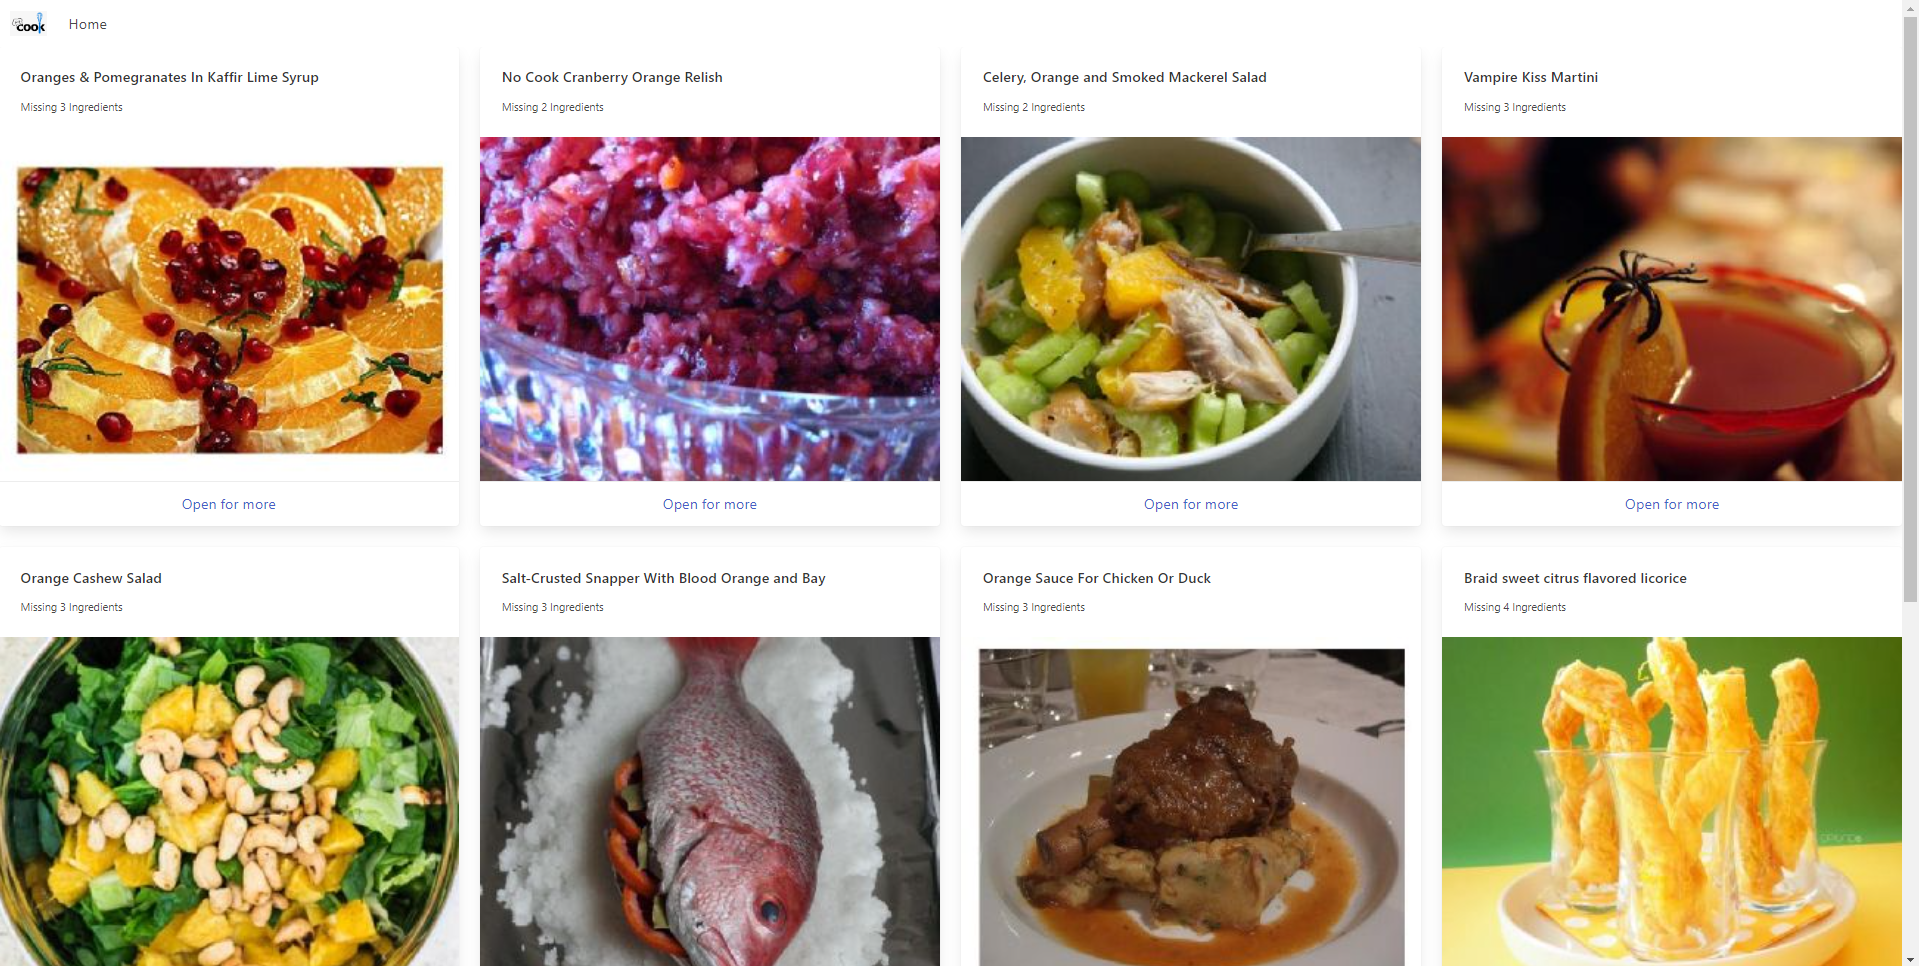 cook
Home
Oranges & Pomegranates In Kaffir Lime Syrup
Missing 3 Ingredients
Open for more
No Cook Cranberry Orange Relish
Missing 2 Ingredients
Open for more
Celery, Orange and Smoked Mackerel Salad
Missing 2 Ingredients
Open for more
Vampire Kiss Martini
Missing 3 Ingredients
Open for more
Orange Cashew Salad
Missing 3 Ingredients
Salt-Crusted Snapper With Blood Orange and Bay
Missing 3 Ingredients
Orange Sauce For Chicken Or Duck
Missing 3 Ingredients
Braid sweet citrus flavored licorice
Missing 4 Ingredients